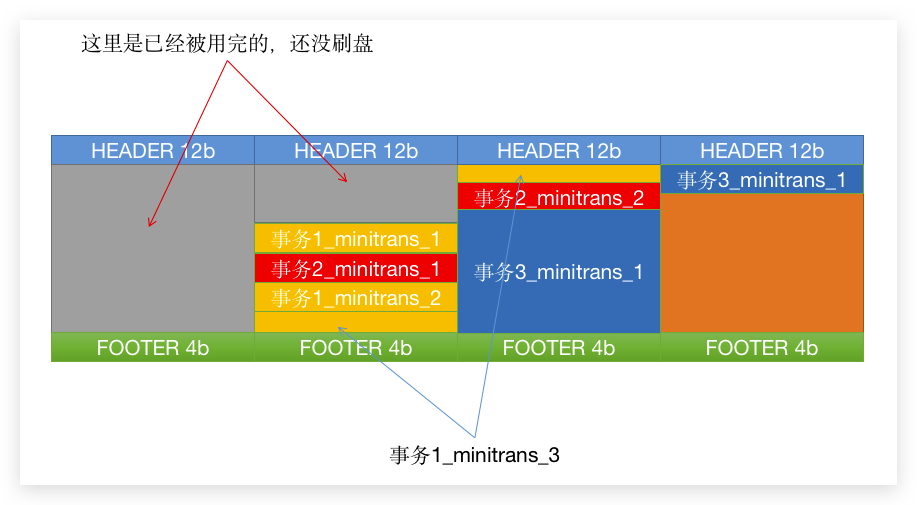 这里是已经被用完的，还没刷盘
HEADER 12b
HEADER 12b
HEADER 12b
HEADER 12b
事务3_minitrans_1
事务2_minitrans_2
事务1_minitrans_1
事务2_minitrans_1
事务3_minitrans_1
事务1_minitrans_2
FOOTER 4b
FOOTER 4b
FOOTER 4b
FOOTER 4b
事务1_minitrans_3